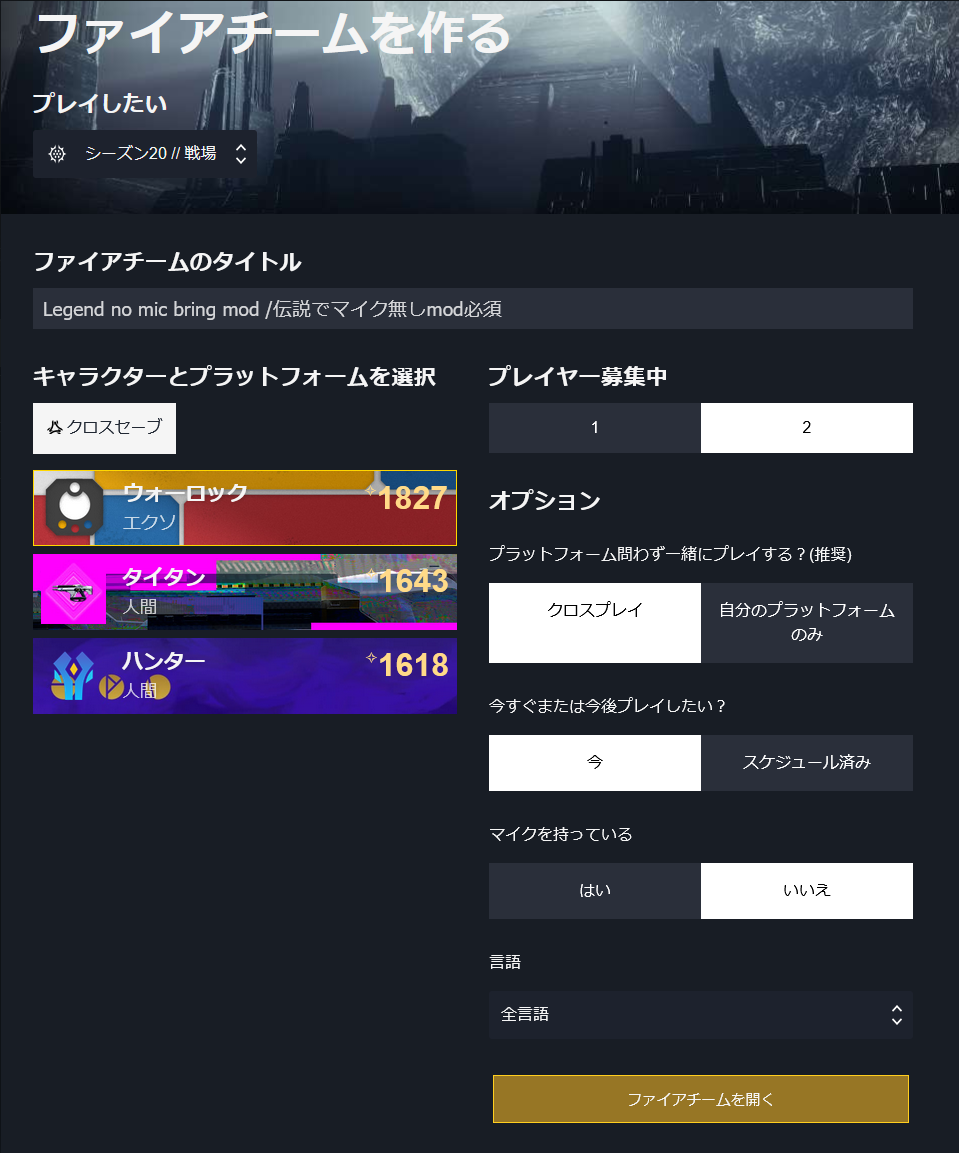 ファイアチームを作る
プレイしたい
シーズン20 // 戦場
ファイアチームのタイトル
Legend no mic bring mod /伝説でマイク無しmod必須
キャラクターとプラットフォームを選択
クロスセーブ
ウォーロック
1827
エクソ
タイタン
1643
人間
ハンター
1618
人間
プレイヤー募集中
1
2
オプション
プラットフォーム問わず一緒にプレイする？(推奨)
クロスプレイ
自分のプラットフォーム
のみ
今すぐまたは今後プレイしたい？
今
スケジュール済み
マイクを持っている
はい
いいえ
言語
全言語
ファイアチームを開く